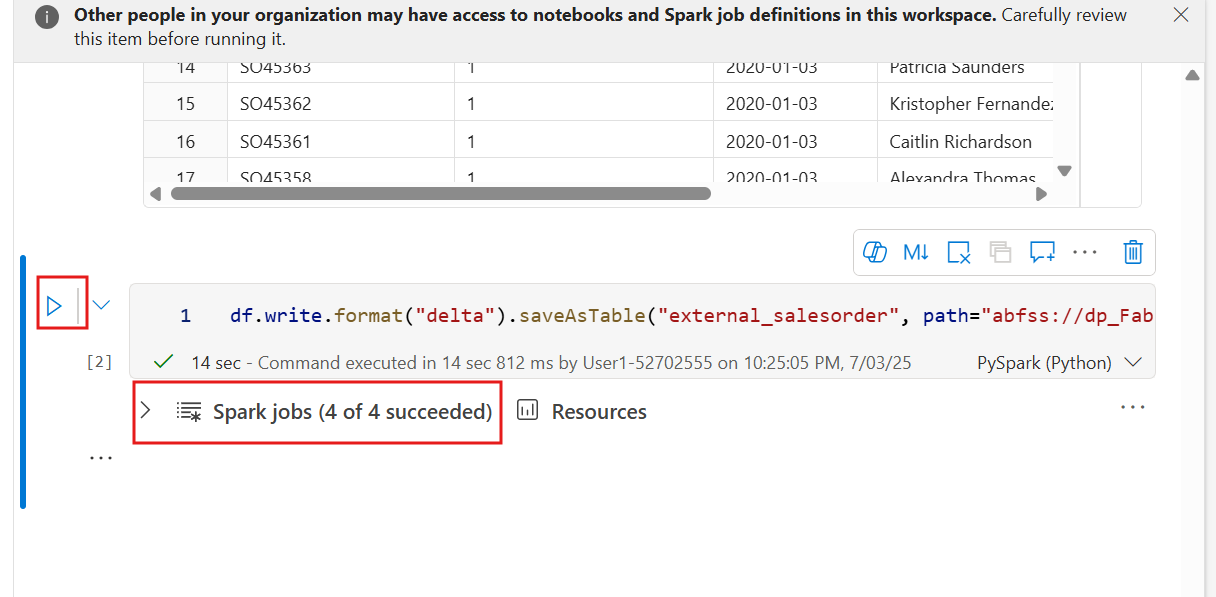 Other people in your organization may have access to notebooks and Spark job definitions in this workspace. Carefully review
this item before running it.
14 SO45363 1 2020-01-03 Patricia Saunders
15 SO45362 1 2020-01-03 Kristopher Fernandez
16 SO45361 1 2020-01-03 Caitlin Richardson
17 SO45358 1 2020-01-03 Alexandra Thomas
M↓
1 df.write.format("delta").saveAsTable("external_salesorder", path="abfss://dp_Fab
[2] 14 sec - Command executed in 14 sec 812 ms by User1-52702555 on 10:25:05 PM, 7/03/25 PySpark (Python)
Spark jobs (4 of 4 succeeded) Resources